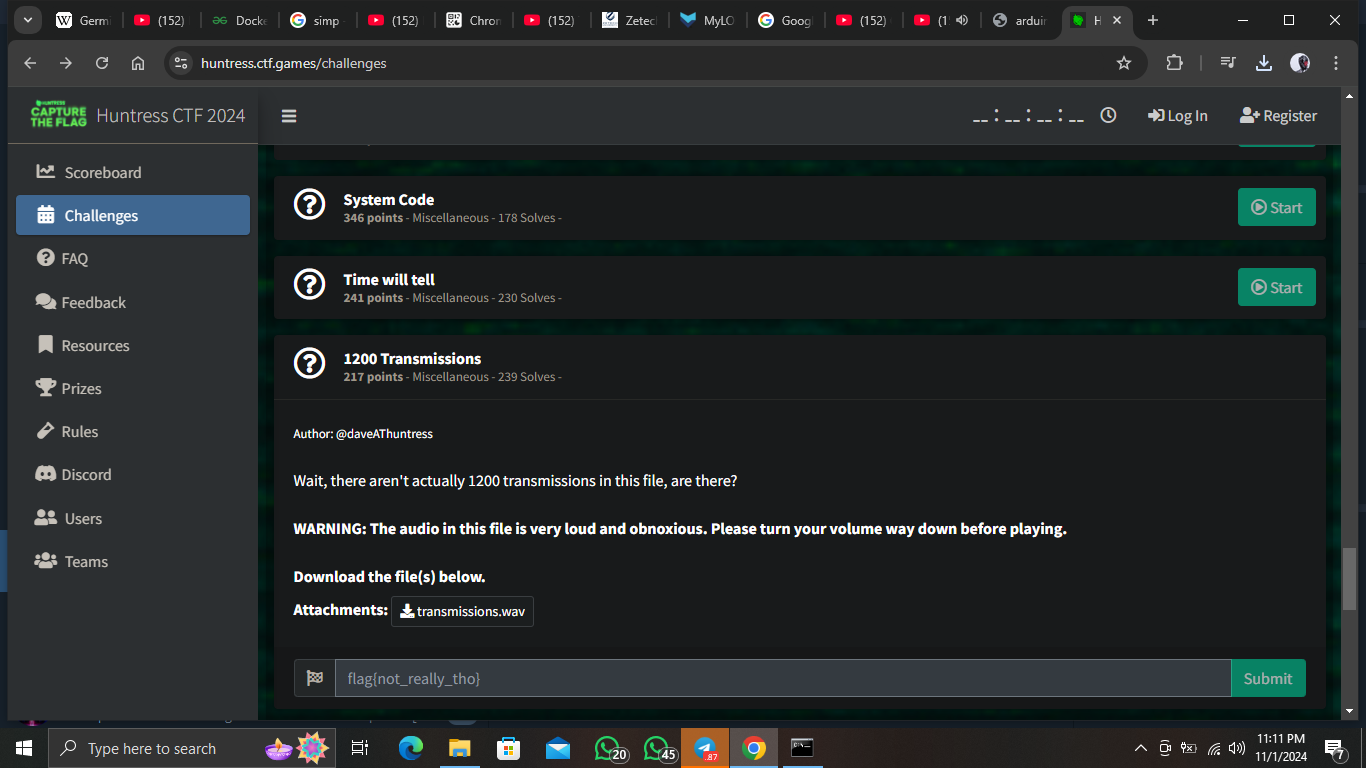 Germi
(152)
Docke
simp
(152)
Chron
(152)
Zetec
MyLO
Googl
(152)
(1
arduir
H
huntress.ctf.games/challenges
HUNTRESS
CAPTURE
THE FLAG
Huntress CTF 2024
__ : __ : __ : __
Log In
Register
Scoreboard
Challenges
FAQ
Feedback
Resources
Prizes
Rules
Discord
Users
Teams
System Code
346 points - Miscellaneous - 178 Solves -
Start
Time will tell
241 points - Miscellaneous - 230 Solves -
Start
1200 Transmissions
217 points - Miscellaneous - 239 Solves -
Author: @daveAThuntress
Wait, there aren't actually 1200 transmissions in this file, are there?
WARNING: The audio in this file is very loud and obnoxious. Please turn your volume way down before playing.
Download the file(s) below.
Attachments: transmissions.wav
flag{not_really_tho}
Submit
Type here to search
20
45
.87
11:11 PM
11/1/2024
7